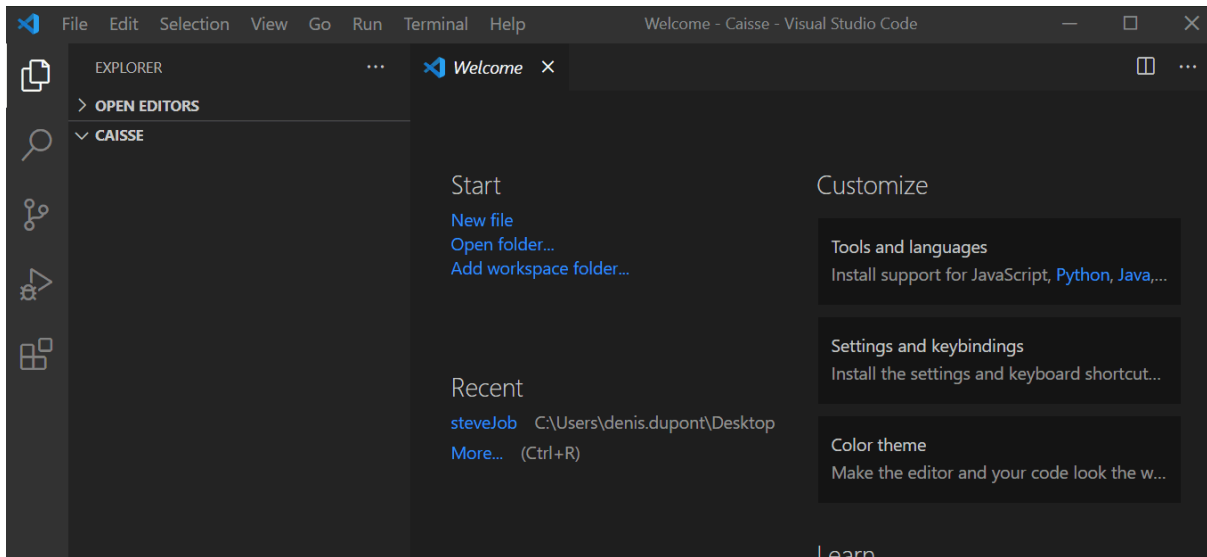 File Edit Selection View Go Run Terminal Help Welcome - Caisse - Visual Studio Code
EXPLORER
Welcome
OPEN EDITORS
CAISSE
Start
New file
Open folder...
Add workspace folder...
Recent
steveJob C:\Users\denis.dupont\Desktop
More... (Ctrl+R)
Customize
Tools and languages
Install support for JavaScript, Python, Java,...
Settings and keybindings
Install the settings and keyboard shortcut...
Color theme
Make the editor and your code look the w...
Learn